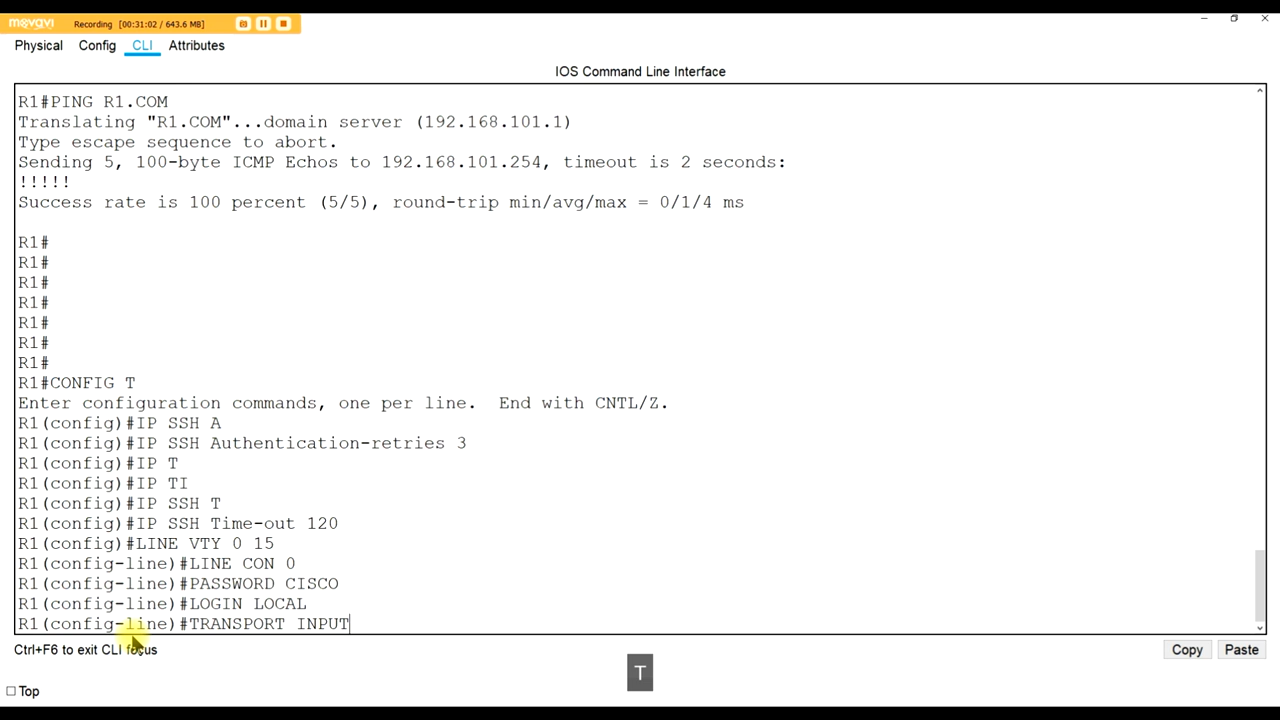 movavi
Recording [00:31:02 / 643.6 MB]
Physical Config CLI Attributes
IOS Command Line Interface
R1#PING R1.COM
Translating "R1.COM"...domain server (192.168.101.1)
Type escape sequence to abort.
Sending 5, 100-byte ICMP Echos to 192.168.101.254, timeout is 2 seconds:
!!!!!
Success rate is 100 percent (5/5), round-trip min/avg/max = 0/1/4 ms
R1#
R1#
R1#
R1#
R1#
R1#
R1#
R1#CONFIG T
Enter configuration commands, one per line.  End with CNTL/Z.
R1(config)#IP SSH A
R1(config)#IP SSH Authentication-retries 3
R1(config)#IP T
R1(config)#IP TI
R1(config)#IP SSH T
R1(config)#IP SSH Time-out 120
R1(config)#LINE VTY 0 15
R1(config-line)#LINE CON 0
R1(config-line)#PASSWORD CISCO
R1(config-line)#LOGIN LOCAL
R1(config-line)#TRANSPORT INPUT
Ctrl+F6 to exit CLI focus
Copy Paste
T
Top